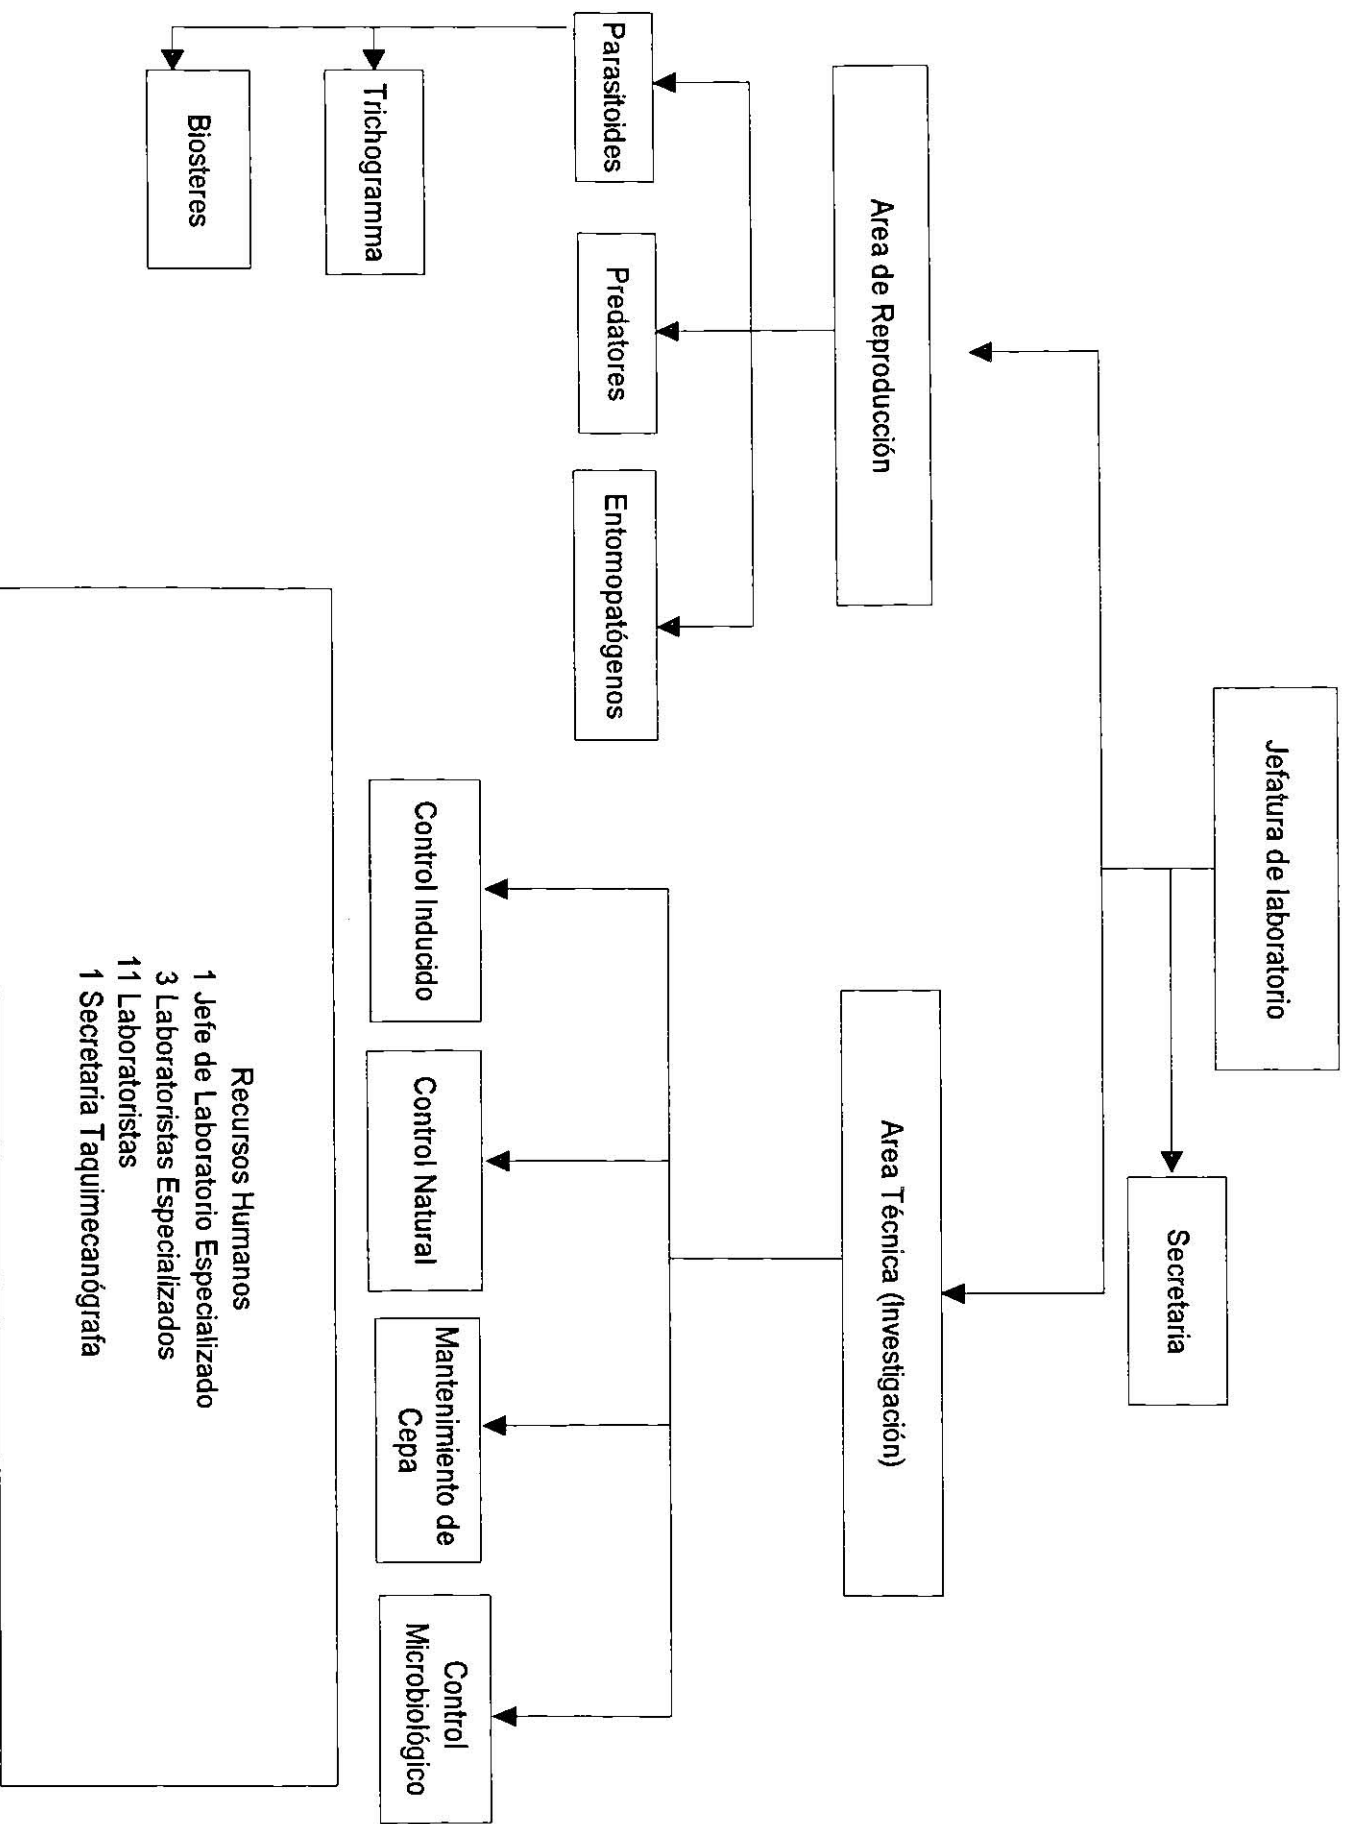 Jefatura de laboratorio
Secretaria
Area de Reproducción
Area Técnica (Investigación)
Parasitoides
Predatores
Entomopatógenos
Trichogramma
Biosteres
Control Inducido
Control Natural
Mantenimiento de
Cepa
Control
Microbiológico
Recursos Humanos
1 Jefe de Laboratorio Especializado
3 Laboratoristas Especializados
11 Laboratoristas
1 Secretaria Taquimecanógrafa